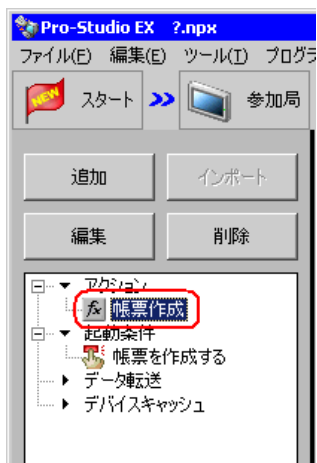 Pro-Studio EX ?.npx
ファイル(F) 編集(E) ツール(T) プログラ
NEW スタート >> 参加局
追加 インポート
編集 削除
アクション
fx 帳票作成
起動条件
帳票を作成する
データ転送
デバイスキャッシュ